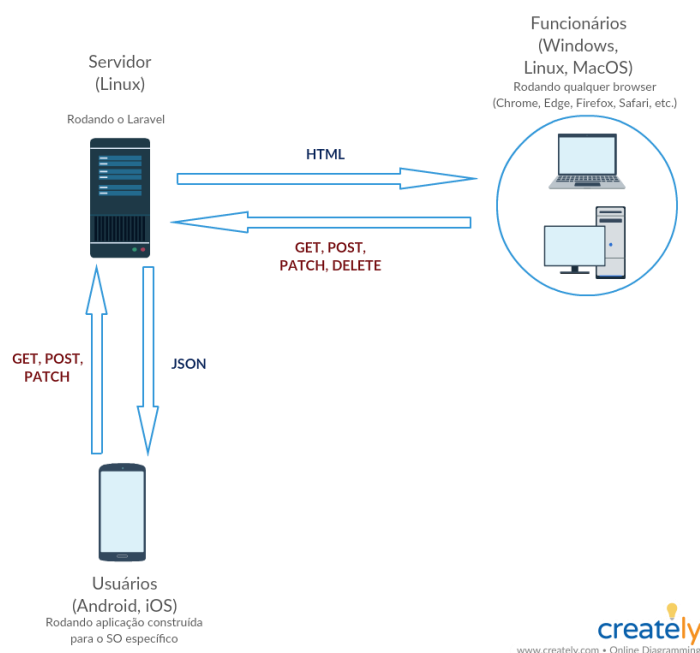 Servidor
(Linux)
Rodando o Laravel
Funcionários
(Windows,
Linux, MacOS)
Rodando qualquer browser
(Chrome, Edge, Firefox, Safari, etc.)
HTML
GET, POST,
PATCH, DELETE
GET, POST,
PATCH
JSON
Usuários
(Android, iOS)
Rodando aplicação construída
para o SO específico
creately
www.creately.com • Online Diagramming